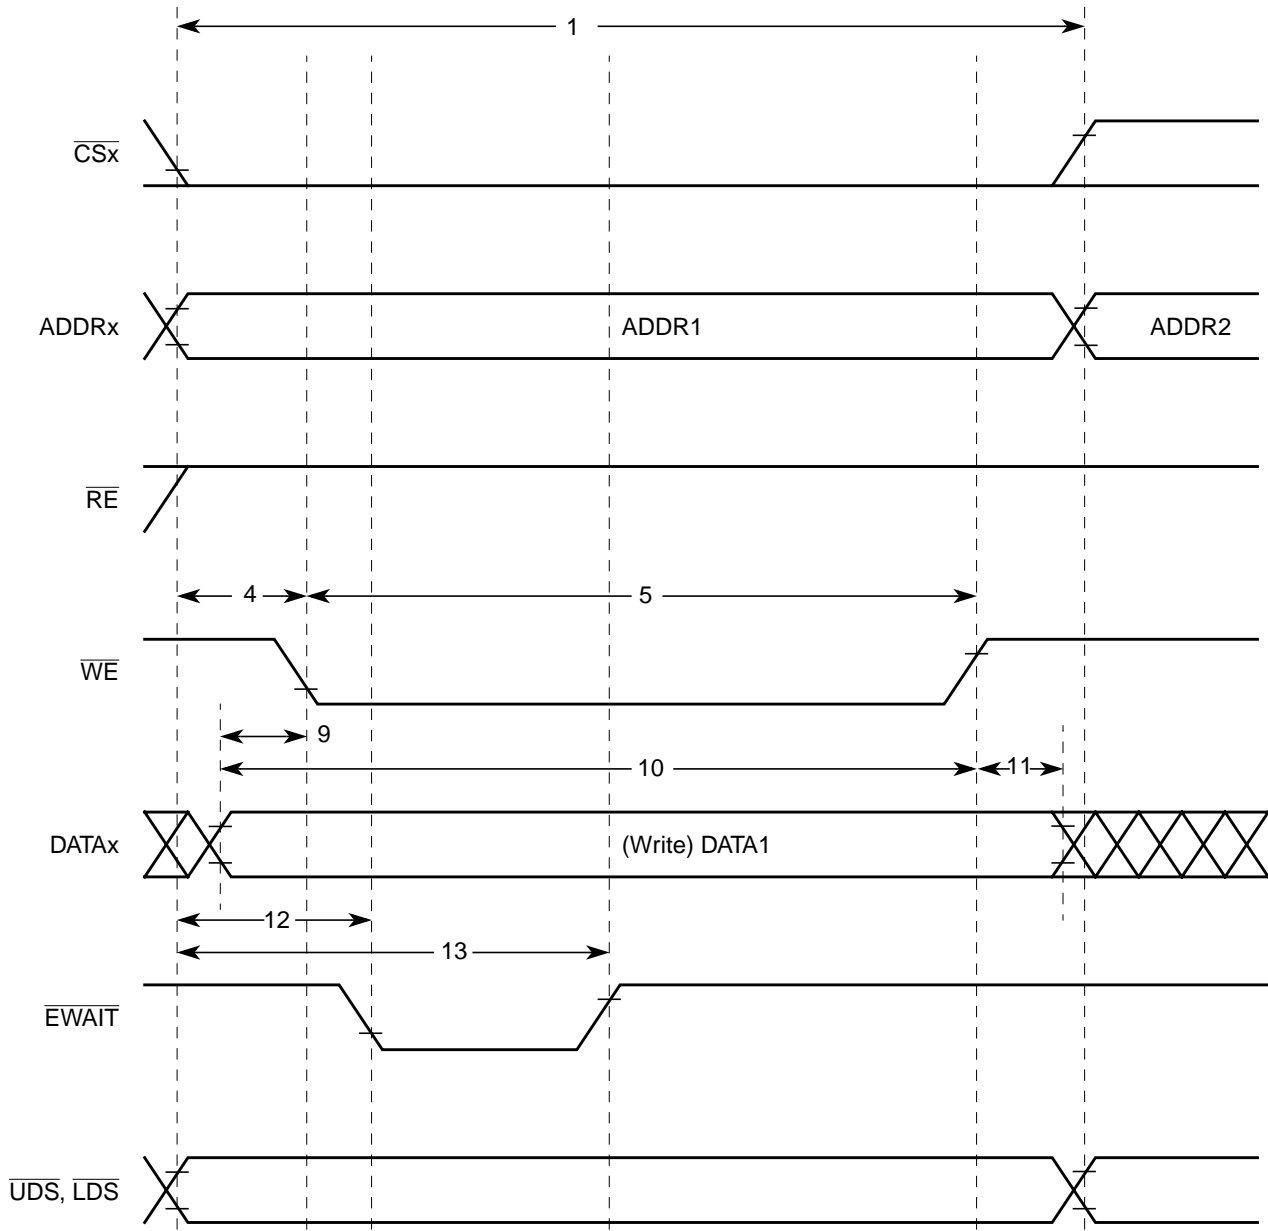 1
CSx
ADDRx ADDR1 ADDR2
RE
4 5
WE
9
10 11
DATAx (Write) DATA1
12
13
EWAIT
UDS, LDS